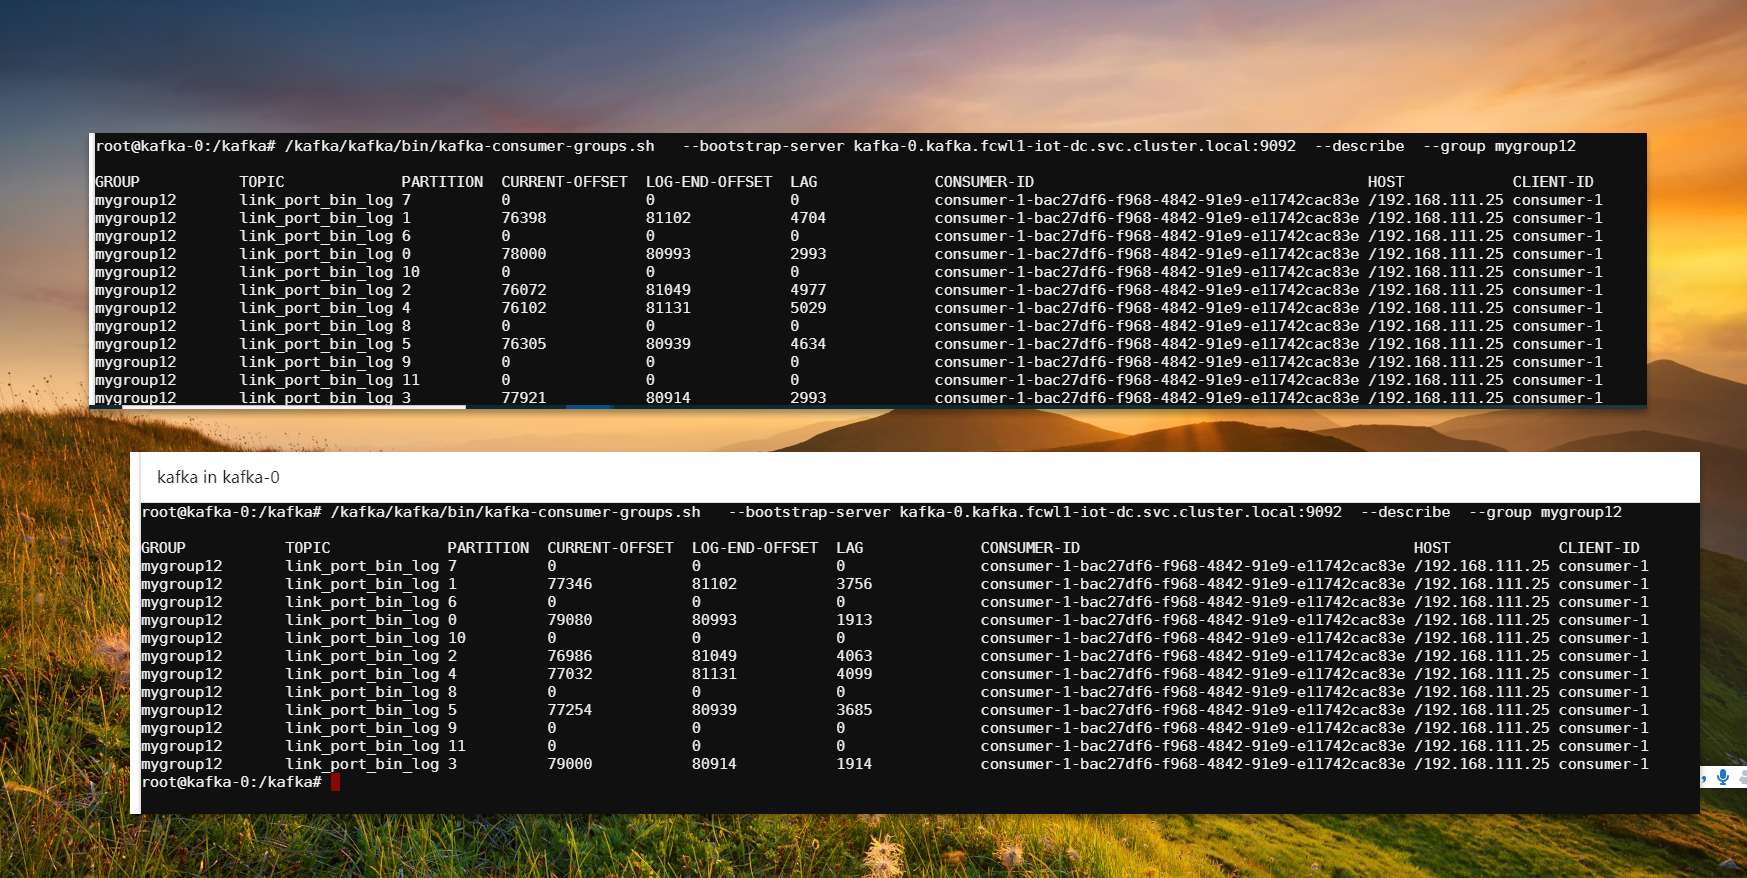 root@kafka-0:/kafka# /kafka/kafka/bin/kafka-consumer-groups.sh   --bootstrap-server kafka-0.kafka.fcwl1-iot-dc.svc.cluster.local:9092  --describe  --group mygroup12
GROUP TOPIC PARTITION CURRENT-OFFSET LOG-END-OFFSET LAG CONSUMER-ID HOST CLIENT-ID
mygroup12 link_port_bin_log 7 0 0 0 consumer-1-bac27df6-f968-4842-91e9-e11742cac83e /192.168.111.25 consumer-1
mygroup12 link_port_bin_log 1 76398 81102 4704 consumer-1-bac27df6-f968-4842-91e9-e11742cac83e /192.168.111.25 consumer-1
mygroup12 link_port_bin_log 6 0 0 0 consumer-1-bac27df6-f968-4842-91e9-e11742cac83e /192.168.111.25 consumer-1
mygroup12 link_port_bin_log 0 78000 80993 2993 consumer-1-bac27df6-f968-4842-91e9-e11742cac83e /192.168.111.25 consumer-1
mygroup12 link_port_bin_log 10 0 0 0 consumer-1-bac27df6-f968-4842-91e9-e11742cac83e /192.168.111.25 consumer-1
mygroup12 link_port_bin_log 2 76072 81049 4977 consumer-1-bac27df6-f968-4842-91e9-e11742cac83e /192.168.111.25 consumer-1
mygroup12 link_port_bin_log 4 76102 81131 5029 consumer-1-bac27df6-f968-4842-91e9-e11742cac83e /192.168.111.25 consumer-1
mygroup12 link_port_bin_log 8 0 0 0 consumer-1-bac27df6-f968-4842-91e9-e11742cac83e /192.168.111.25 consumer-1
mygroup12 link_port_bin_log 5 76305 80939 4634 consumer-1-bac27df6-f968-4842-91e9-e11742cac83e /192.168.111.25 consumer-1
mygroup12 link_port_bin_log 9 0 0 0 consumer-1-bac27df6-f968-4842-91e9-e11742cac83e /192.168.111.25 consumer-1
mygroup12 link_port_bin_log 11 0 0 0 consumer-1-bac27df6-f968-4842-91e9-e11742cac83e /192.168.111.25 consumer-1
mygroup12 link_port_bin_log 3 77921 80914 2993 consumer-1-bac27df6-f968-4842-91e9-e11742cac83e /192.168.111.25 consumer-1
kafka in kafka-0
root@kafka-0:/kafka# /kafka/kafka/bin/kafka-consumer-groups.sh   --bootstrap-server kafka-0.kafka.fcwl1-iot-dc.svc.cluster.local:9092  --describe  --group mygroup12
GROUP TOPIC PARTITION CURRENT-OFFSET LOG-END-OFFSET LAG CONSUMER-ID HOST CLIENT-ID
mygroup12 link_port_bin_log 7 0 0 0 consumer-1-bac27df6-f968-4842-91e9-e11742cac83e /192.168.111.25 consumer-1
mygroup12 link_port_bin_log 1 77346 81102 3756 consumer-1-bac27df6-f968-4842-91e9-e11742cac83e /192.168.111.25 consumer-1
mygroup12 link_port_bin_log 6 0 0 0 consumer-1-bac27df6-f968-4842-91e9-e11742cac83e /192.168.111.25 consumer-1
mygroup12 link_port_bin_log 0 79080 80993 1913 consumer-1-bac27df6-f968-4842-91e9-e11742cac83e /192.168.111.25 consumer-1
mygroup12 link_port_bin_log 10 0 0 0 consumer-1-bac27df6-f968-4842-91e9-e11742cac83e /192.168.111.25 consumer-1
mygroup12 link_port_bin_log 2 76986 81049 4063 consumer-1-bac27df6-f968-4842-91e9-e11742cac83e /192.168.111.25 consumer-1
mygroup12 link_port_bin_log 4 77032 81131 4099 consumer-1-bac27df6-f968-4842-91e9-e11742cac83e /192.168.111.25 consumer-1
mygroup12 link_port_bin_log 8 0 0 0 consumer-1-bac27df6-f968-4842-91e9-e11742cac83e /192.168.111.25 consumer-1
mygroup12 link_port_bin_log 5 77254 80939 3685 consumer-1-bac27df6-f968-4842-91e9-e11742cac83e /192.168.111.25 consumer-1
mygroup12 link_port_bin_log 9 0 0 0 consumer-1-bac27df6-f968-4842-91e9-e11742cac83e /192.168.111.25 consumer-1
mygroup12 link_port_bin_log 11 0 0 0 consumer-1-bac27df6-f968-4842-91e9-e11742cac83e /192.168.111.25 consumer-1
mygroup12 link_port_bin_log 3 79000 80914 1914 consumer-1-bac27df6-f968-4842-91e9-e11742cac83e /192.168.111.25 consumer-1
root@kafka-0:/kafka#